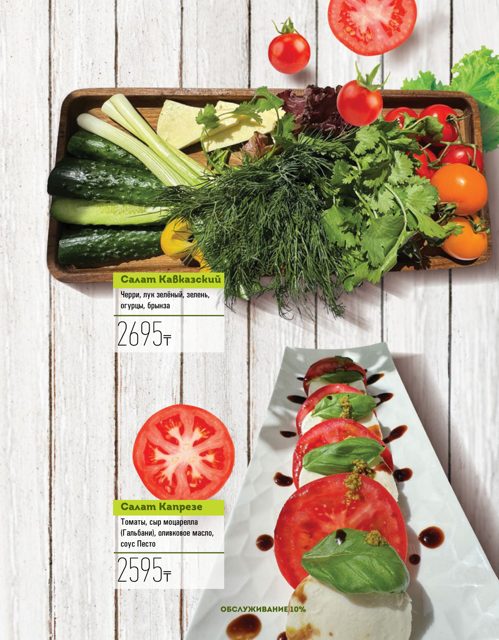 Салат Кавказский
Черри, лук зелёный, зелень,
огурцы, брынза
2695₸
Салат Капрезе
Томаты, сыр моцарелла
(Гальбани), оливковое масло,
соус Песто
2595₸
ОБСЛУЖИВАНИЕ 10%